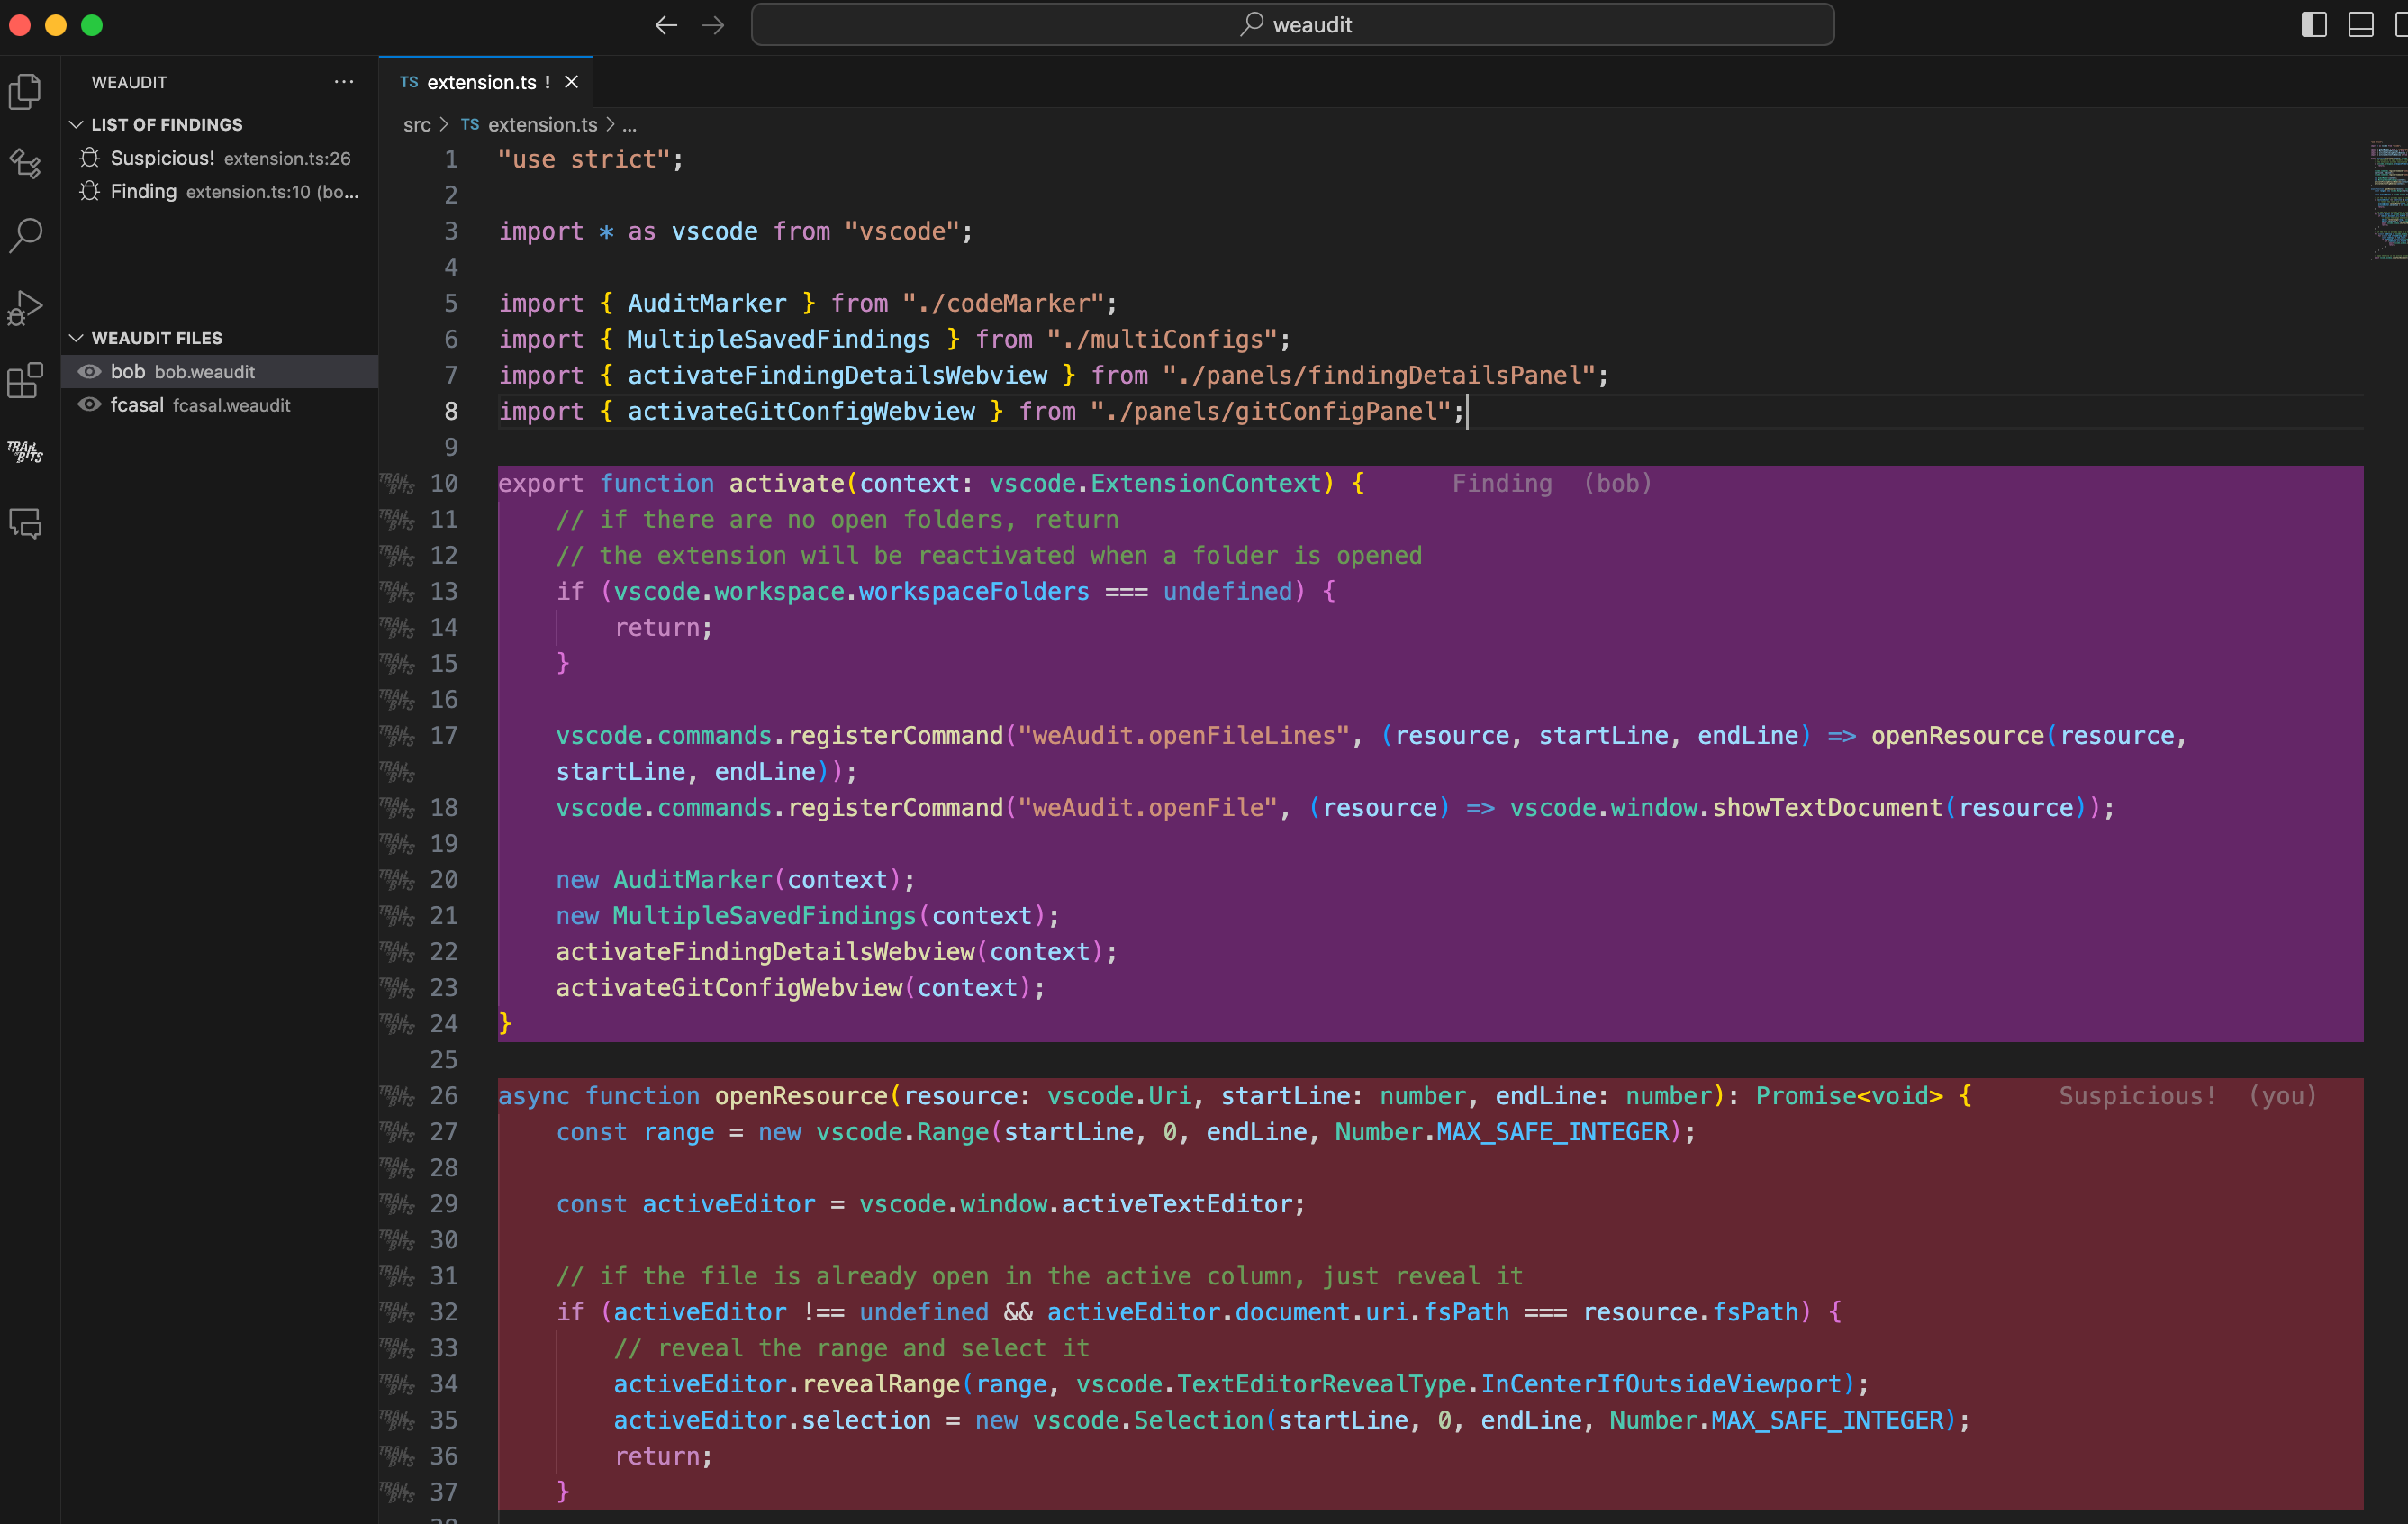 weaudit
WEAUDIT
LIST OF FINDINGS
Suspicious! extension.ts:26
Finding extension.ts:10 (bo...
WEAUDIT FILES
bob bob.weaudit
fcasal fcasal.weaudit
TRAIL OF BITS
TS extension.ts !
src > TS extension.ts > ...
1 "use strict";
2
3 import * as vscode from "vscode";
4
5 import { AuditMarker } from "./codeMarker";
6 import { MultipleSavedFindings } from "./multiConfigs";
7 import { activateFindingDetailsWebview } from "./panels/findingDetailsPanel";
8 import { activateGitConfigWebview } from "./panels/gitConfigPanel";
9
10 export function activate(context: vscode.ExtensionContext) { Finding (bob)
11 // if there are no open folders, return
12 // the extension will be reactivated when a folder is opened
13 if (vscode.workspace.workspaceFolders === undefined) {
14 return;
15 }
16
17 vscode.commands.registerCommand("weAudit.openFileLines", (resource, startLine, endLine) => openResource(resource,
startLine, endLine));
18 vscode.commands.registerCommand("weAudit.openFile", (resource) => vscode.window.showTextDocument(resource));
19
20 new AuditMarker(context);
21 new MultipleSavedFindings(context);
22 activateFindingDetailsWebview(context);
23 activateGitConfigWebview(context);
24 }
25
26 async function openResource(resource: vscode.Uri, startLine: number, endLine: number): Promise<void> { Suspicious! (you)
27 const range = new vscode.Range(startLine, 0, endLine, Number.MAX_SAFE_INTEGER);
28
29 const activeEditor = vscode.window.activeTextEditor;
30
31 // if the file is already open in the active column, just reveal it
32 if (activeEditor !== undefined && activeEditor.document.uri.fsPath === resource.fsPath) {
33 // reveal the range and select it
34 activeEditor.revealRange(range, vscode.TextEditorRevealType.InCenterIfOutsideViewport);
35 activeEditor.selection = new vscode.Selection(startLine, 0, endLine, Number.MAX_SAFE_INTEGER);
36 return;
37 }